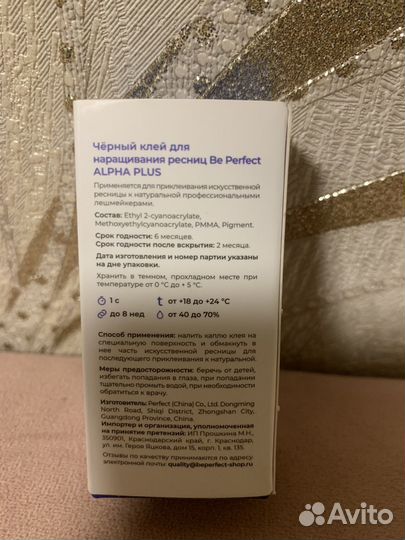 Чёрный клей для
наращивания ресниц Be Perfect
ALPHA PLUS
Применяется для приклеивания искусственной
ресницы к натуральной профессиональными
лешмейкерами.
Состав: Ethyl 2-cyanoacrylate,
Methoxyethylcyanoacrylate, PMMA, Pigment.
Срок годности: 6 месяцев.
Срок годности после вскрытия: 2 месяца.
Дата изготовления и номер партии указаны
на дне упаковки.
Хранить в темном, прохладном месте при
температуре от 0 °C до + 5 °C.
1 с
t от +18 до +24 °C
до 8 нед
от 40 до 70%
Способ применения: налить каплю клея на
специальную поверхность и обмакнуть в
нее часть искусственной ресницы для
последующего приклеивания к натуральной.
Меры предосторожности: беречь от детей,
избегать попадания в глаза, при попадании
тщательно промыть водой, при необходимости
обратиться к врачу.
Изготовитель: Perfect (China) Co., Ltd. Dongming
North Road, Shiqi District, Zhongshan City,
Guangdong Province, China.
Импортер и организация, уполномоченная
на принятие претензий: ИП Прошкина М.Н.,
350901, Краснодарский край, г. Краснодар,
ул. им. Героя Яцкова, дом 15, корп. 1, кв. 135.
Отзывы по качеству принимаются по адресу
электронной почты: quality@beperfect-shop.ru
Avito